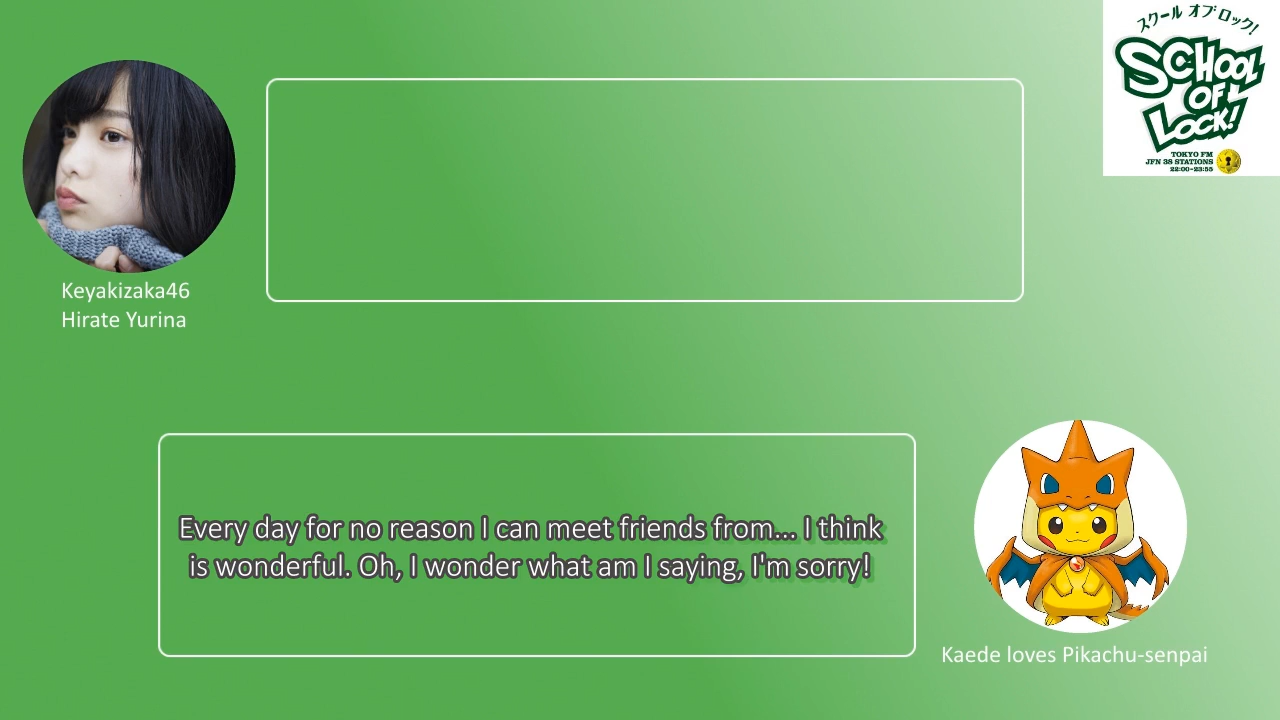 スクール オブ ロック!
SCHOOL
OF
LOCK!
TOKYO FM
JFN 38 STATIONS
22:00-23:55
Keyakizaka46
Hirate Yurina
Every day for no reason I can meet friends from... I think
is wonderful. Oh, I wonder what am I saying, I'm sorry!
Kaede loves Pikachu-senpai